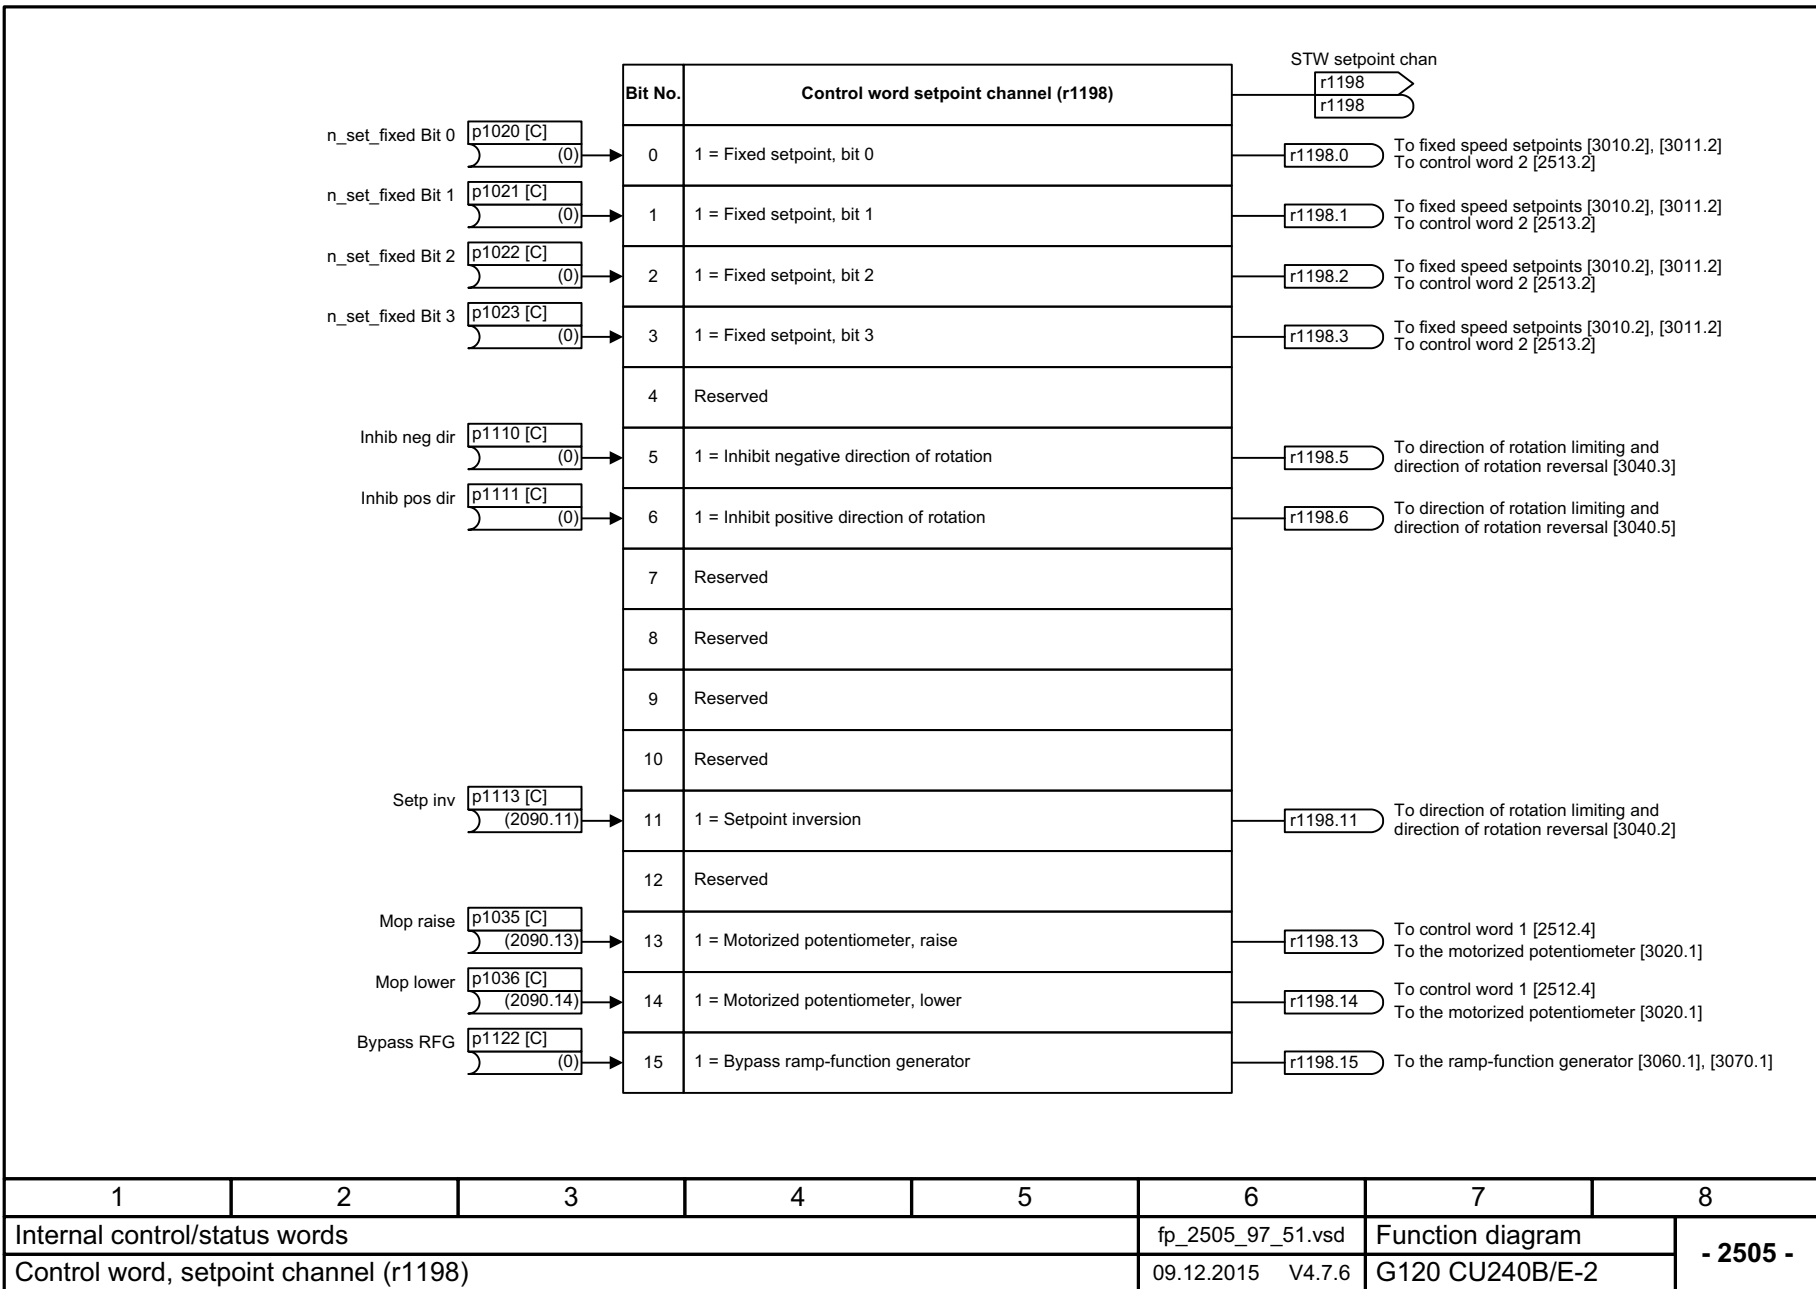 STW setpoint chan
r1198
r1198
Bit No. Control word setpoint channel (r1198)
n_set_fixed Bit 0 p1020 [C]
(0) 0 1 = Fixed setpoint, bit 0 r1198.0 To fixed speed setpoints [3010.2], [3011.2]
To control word 2 [2513.2]
n_set_fixed Bit 1 p1021 [C]
(0) 1 1 = Fixed setpoint, bit 1 r1198.1 To fixed speed setpoints [3010.2], [3011.2]
To control word 2 [2513.2]
n_set_fixed Bit 2 p1022 [C]
(0) 2 1 = Fixed setpoint, bit 2 r1198.2 To fixed speed setpoints [3010.2], [3011.2]
To control word 2 [2513.2]
n_set_fixed Bit 3 p1023 [C]
(0) 3 1 = Fixed setpoint, bit 3 r1198.3 To fixed speed setpoints [3010.2], [3011.2]
To control word 2 [2513.2]
4 Reserved
Inhib neg dir p1110 [C]
(0) 5 1 = Inhibit negative direction of rotation r1198.5 To direction of rotation limiting and
direction of rotation reversal [3040.3]
Inhib pos dir p1111 [C]
(0) 6 1 = Inhibit positive direction of rotation r1198.6 To direction of rotation limiting and
direction of rotation reversal [3040.5]
7 Reserved
8 Reserved
9 Reserved
10 Reserved
Setp inv p1113 [C]
(2090.11) 11 1 = Setpoint inversion r1198.11 To direction of rotation limiting and
direction of rotation reversal [3040.2]
12 Reserved
Mop raise p1035 [C]
(2090.13) 13 1 = Motorized potentiometer, raise r1198.13 To control word 1 [2512.4]
To the motorized potentiometer [3020.1]
Mop lower p1036 [C]
(2090.14) 14 1 = Motorized potentiometer, lower r1198.14 To control word 1 [2512.4]
To the motorized potentiometer [3020.1]
Bypass RFG p1122 [C]
(0) 15 1 = Bypass ramp-function generator r1198.15 To the ramp-function generator [3060.1], [3070.1]
1 2 3 4 5 6 7 8
Internal control/status words fp_2505_97_51.vsd Function diagram - 2505 -
Control word, setpoint channel (r1198) 09.12.2015 V4.7.6 G120 CU240B/E-2